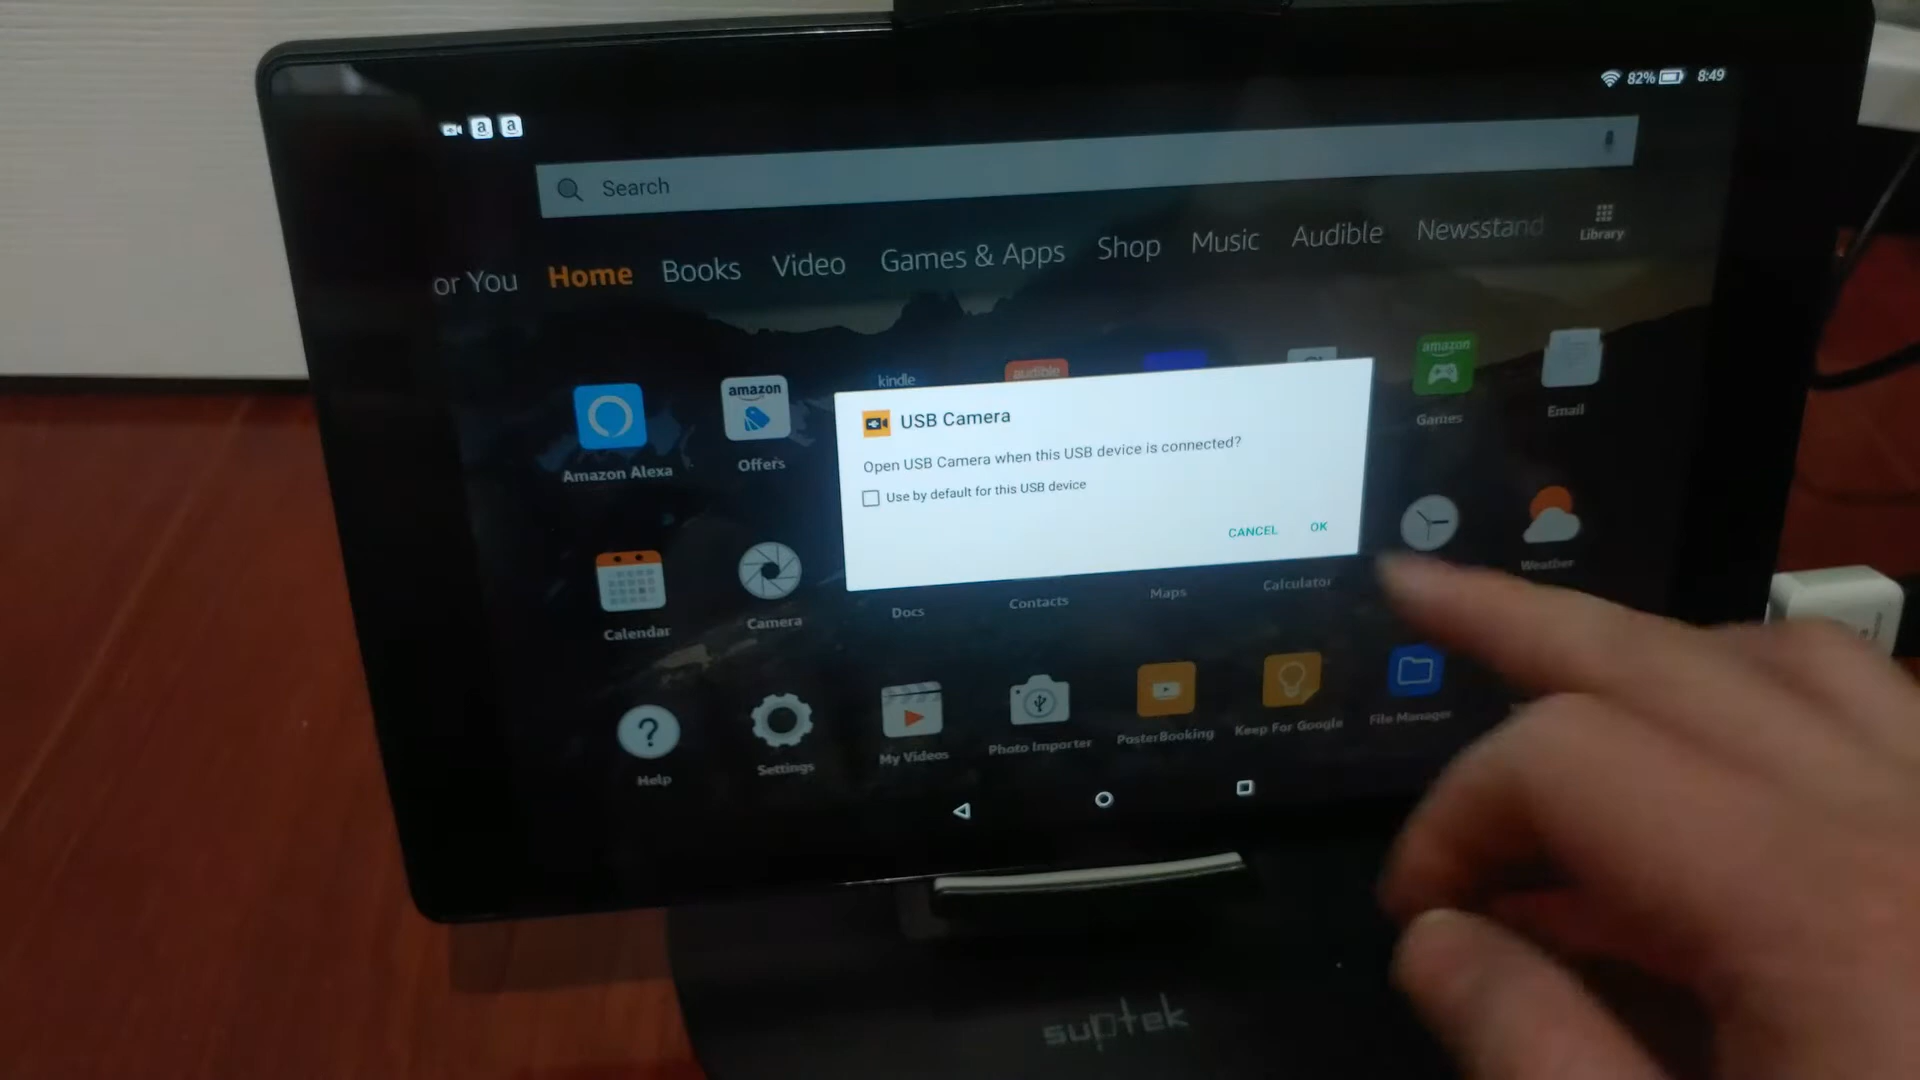 82% 8:49
a a
Search
or You Home Books Video Games & Apps Shop Music Audible Newsstand Library
kindle audible
amazon
amazon
Amazon Alexa Offers Games Email
USB Camera
Open USB Camera when this USB device is connected?
Use by default for this USB device
CANCEL OK
Calendar Camera Docs Contacts Maps Calculator Weather
?
Help Settings My Videos Photo Importer PosterBooking Keep For Google File Manager
suptek